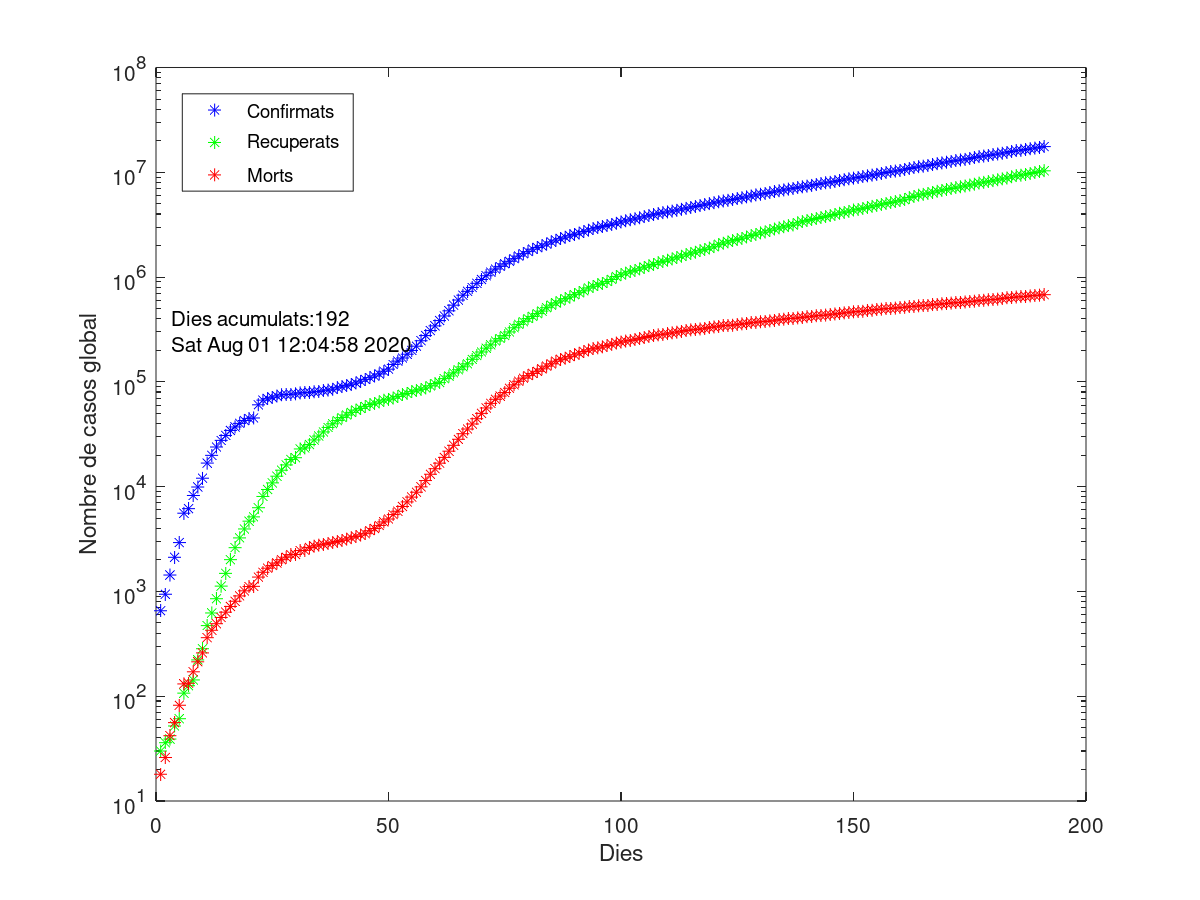 10^8
10^7
10^6
10^5
10^4
10^3
10^2
10^1
Nombre de casos global
Confirmats
Recuperats
Morts
Dies acumulats:192
Sat Aug 01 12:04:58 2020
0 50 100 150 200
Dies